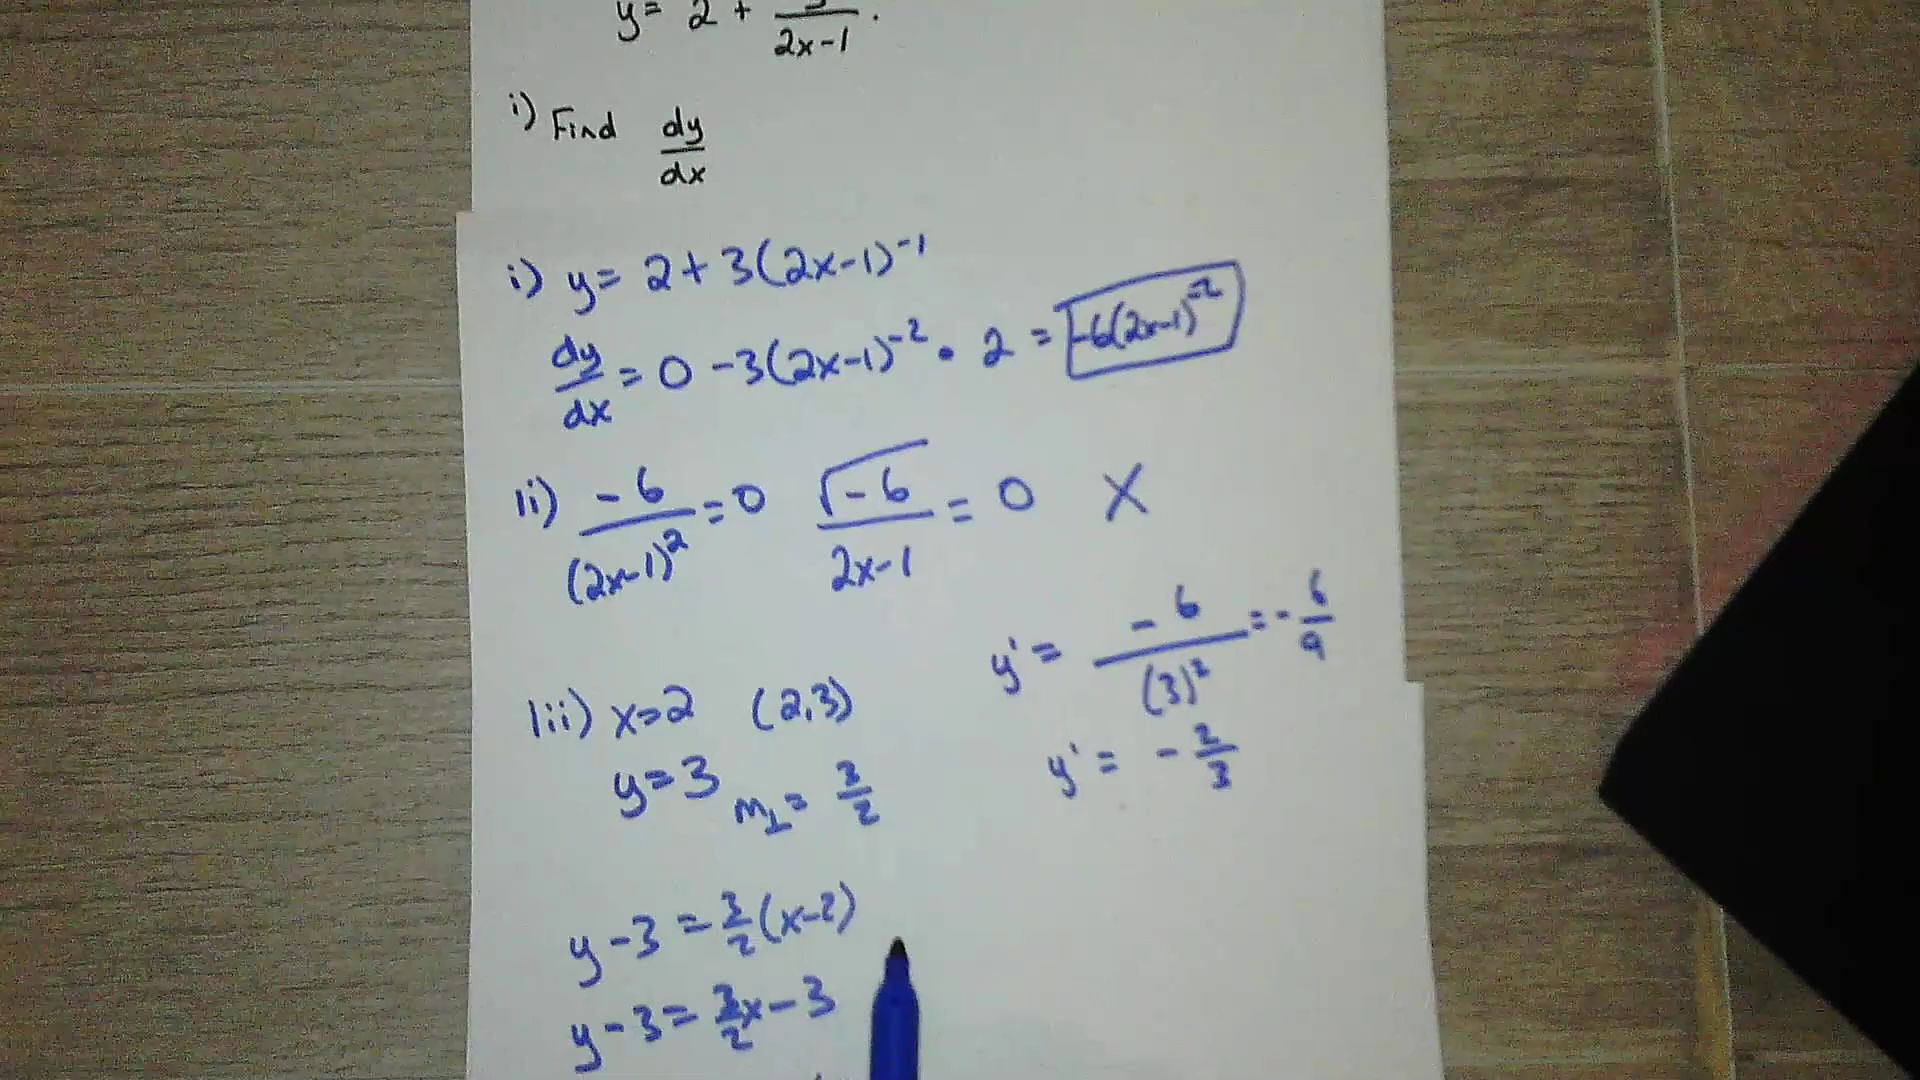 y = 2 + 3/(2x-1).
i) Find dy/dx
i) y = 2 + 3(2x-1)^-1
dy/dx = 0 - 3(2x-1)^-2 • 2 = -6(2x-1)^-2
ii) -6/(2x-1)^2 = 0 √-6/(2x-1) = 0 X
iii) x=2 (2,3)
y=3 m⊥ = 3/2
y' = -6/(3)^2 = -6/9
y' = -2/3
y-3 = 3/2(x-2)
y-3 = 3/2x-3